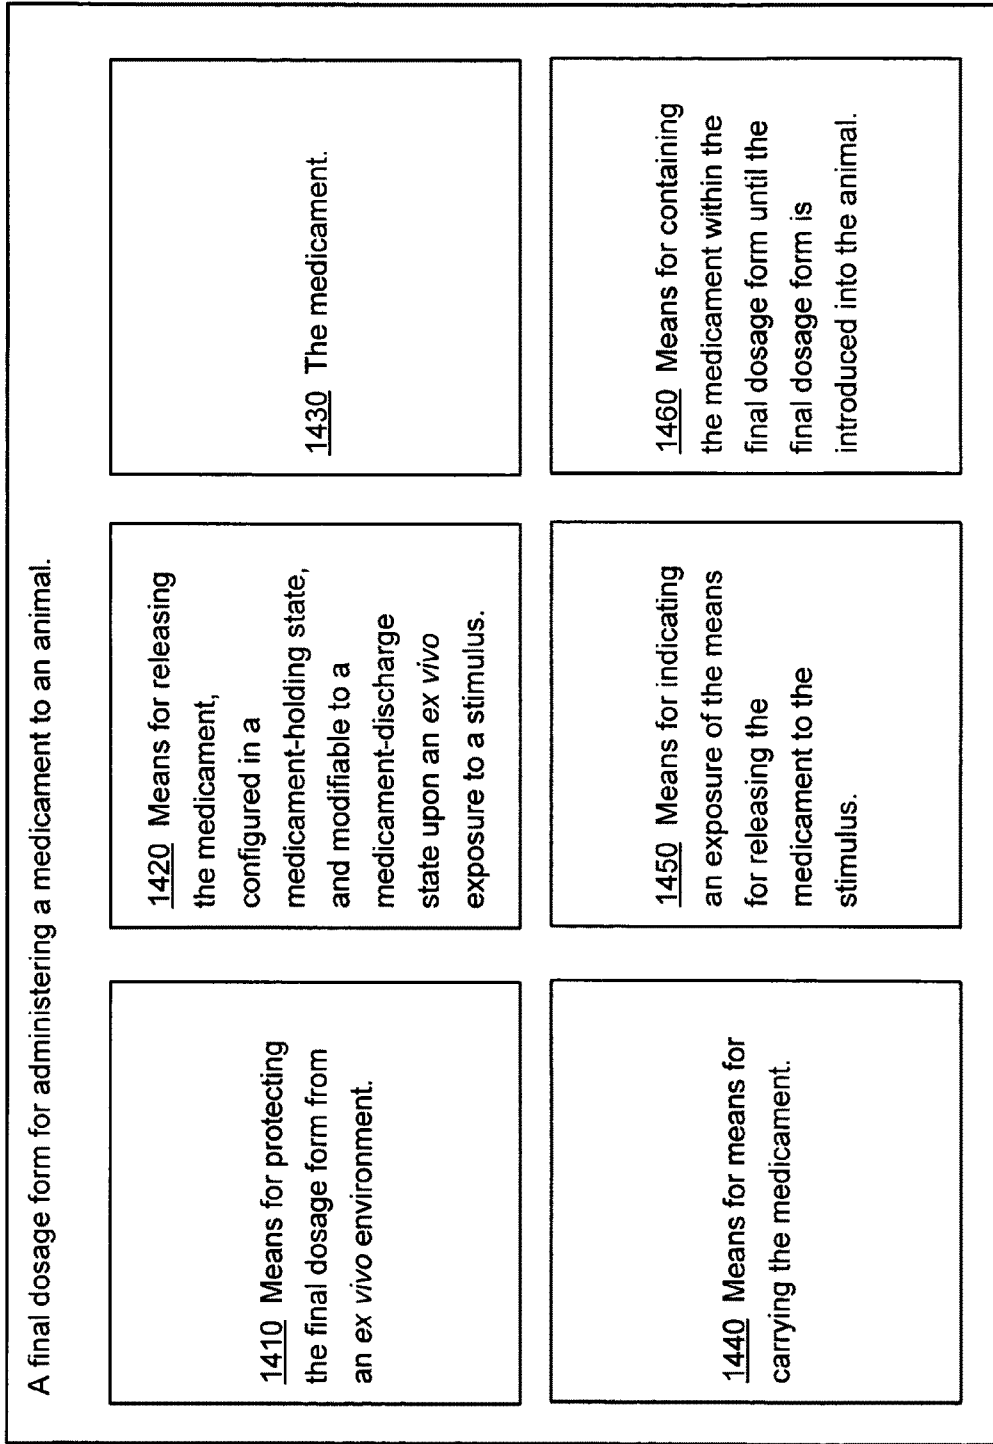 A final dosage form for administering a medicament to an animal.
1410 Means for protecting
the final dosage form from
an ex vivo environment.
1420 Means for releasing
the medicament,
configured in a
medicament-holding state,
and modifiable to a
medicament-discharge
state upon an ex vivo
exposure to a stimulus.
1430 The medicament.
1440 Means for means for
carrying the medicament.
1450 Means for indicating
an exposure of the means
for releasing the
medicament to the
stimulus.
1460 Means for containing
the medicament within the
final dosage form until the
final dosage form is
introduced into the animal.